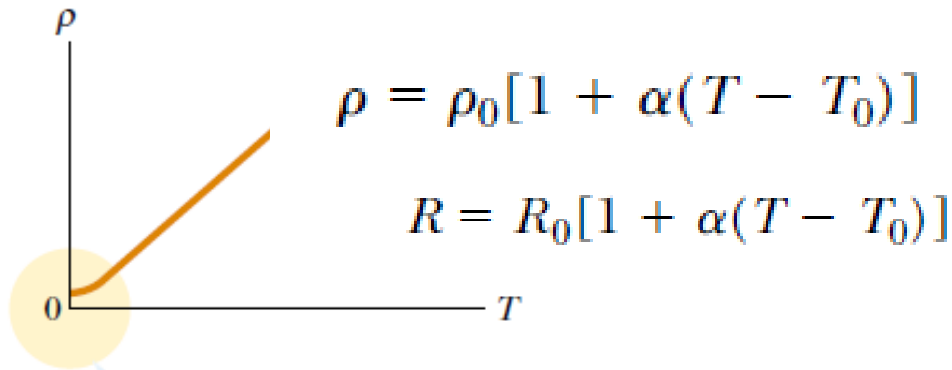 ρ
ρ = ρ₀[1 + α(T − T₀)]
R = R₀[1 + α(T − T₀)]
0
T